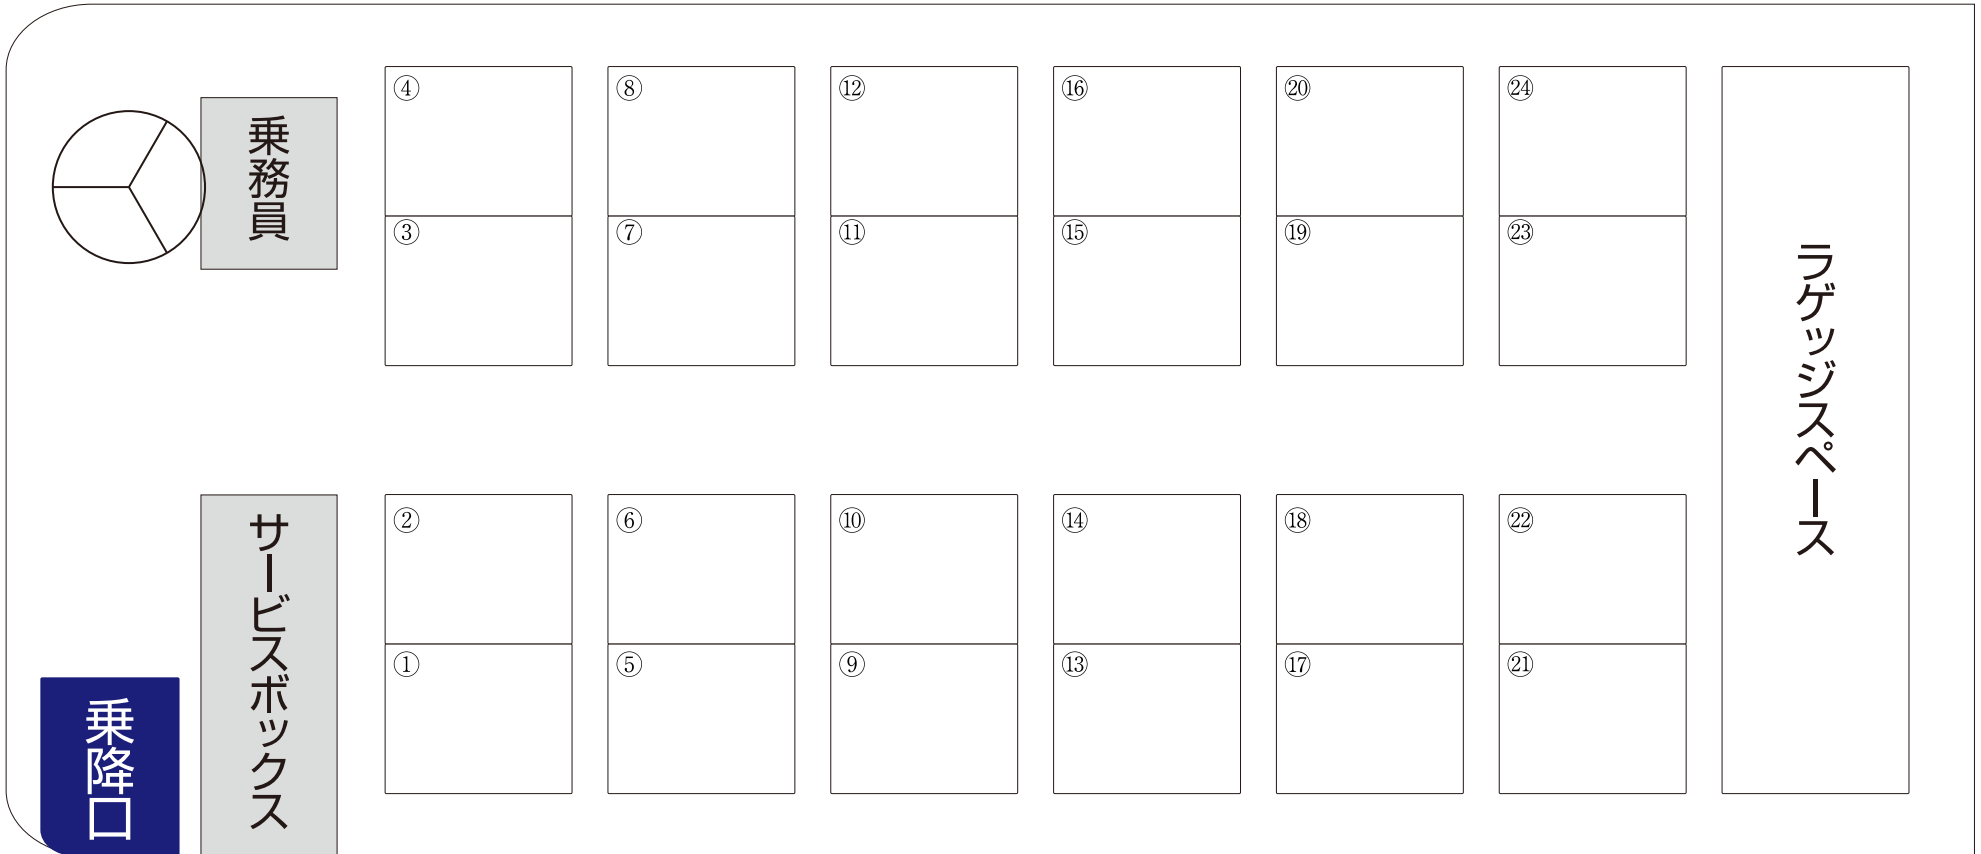 ④ ⑧ ⑫ ⑯ ⑳ ㉔
乗務員
③ ⑦ ⑪ ⑮ ⑲ ㉓
ラゲッジスペース
② ⑥ ⑩ ⑭ ⑱ ㉒
サービスボックス
① ⑤ ⑨ ⑬ ⑰ ㉑
乗降口